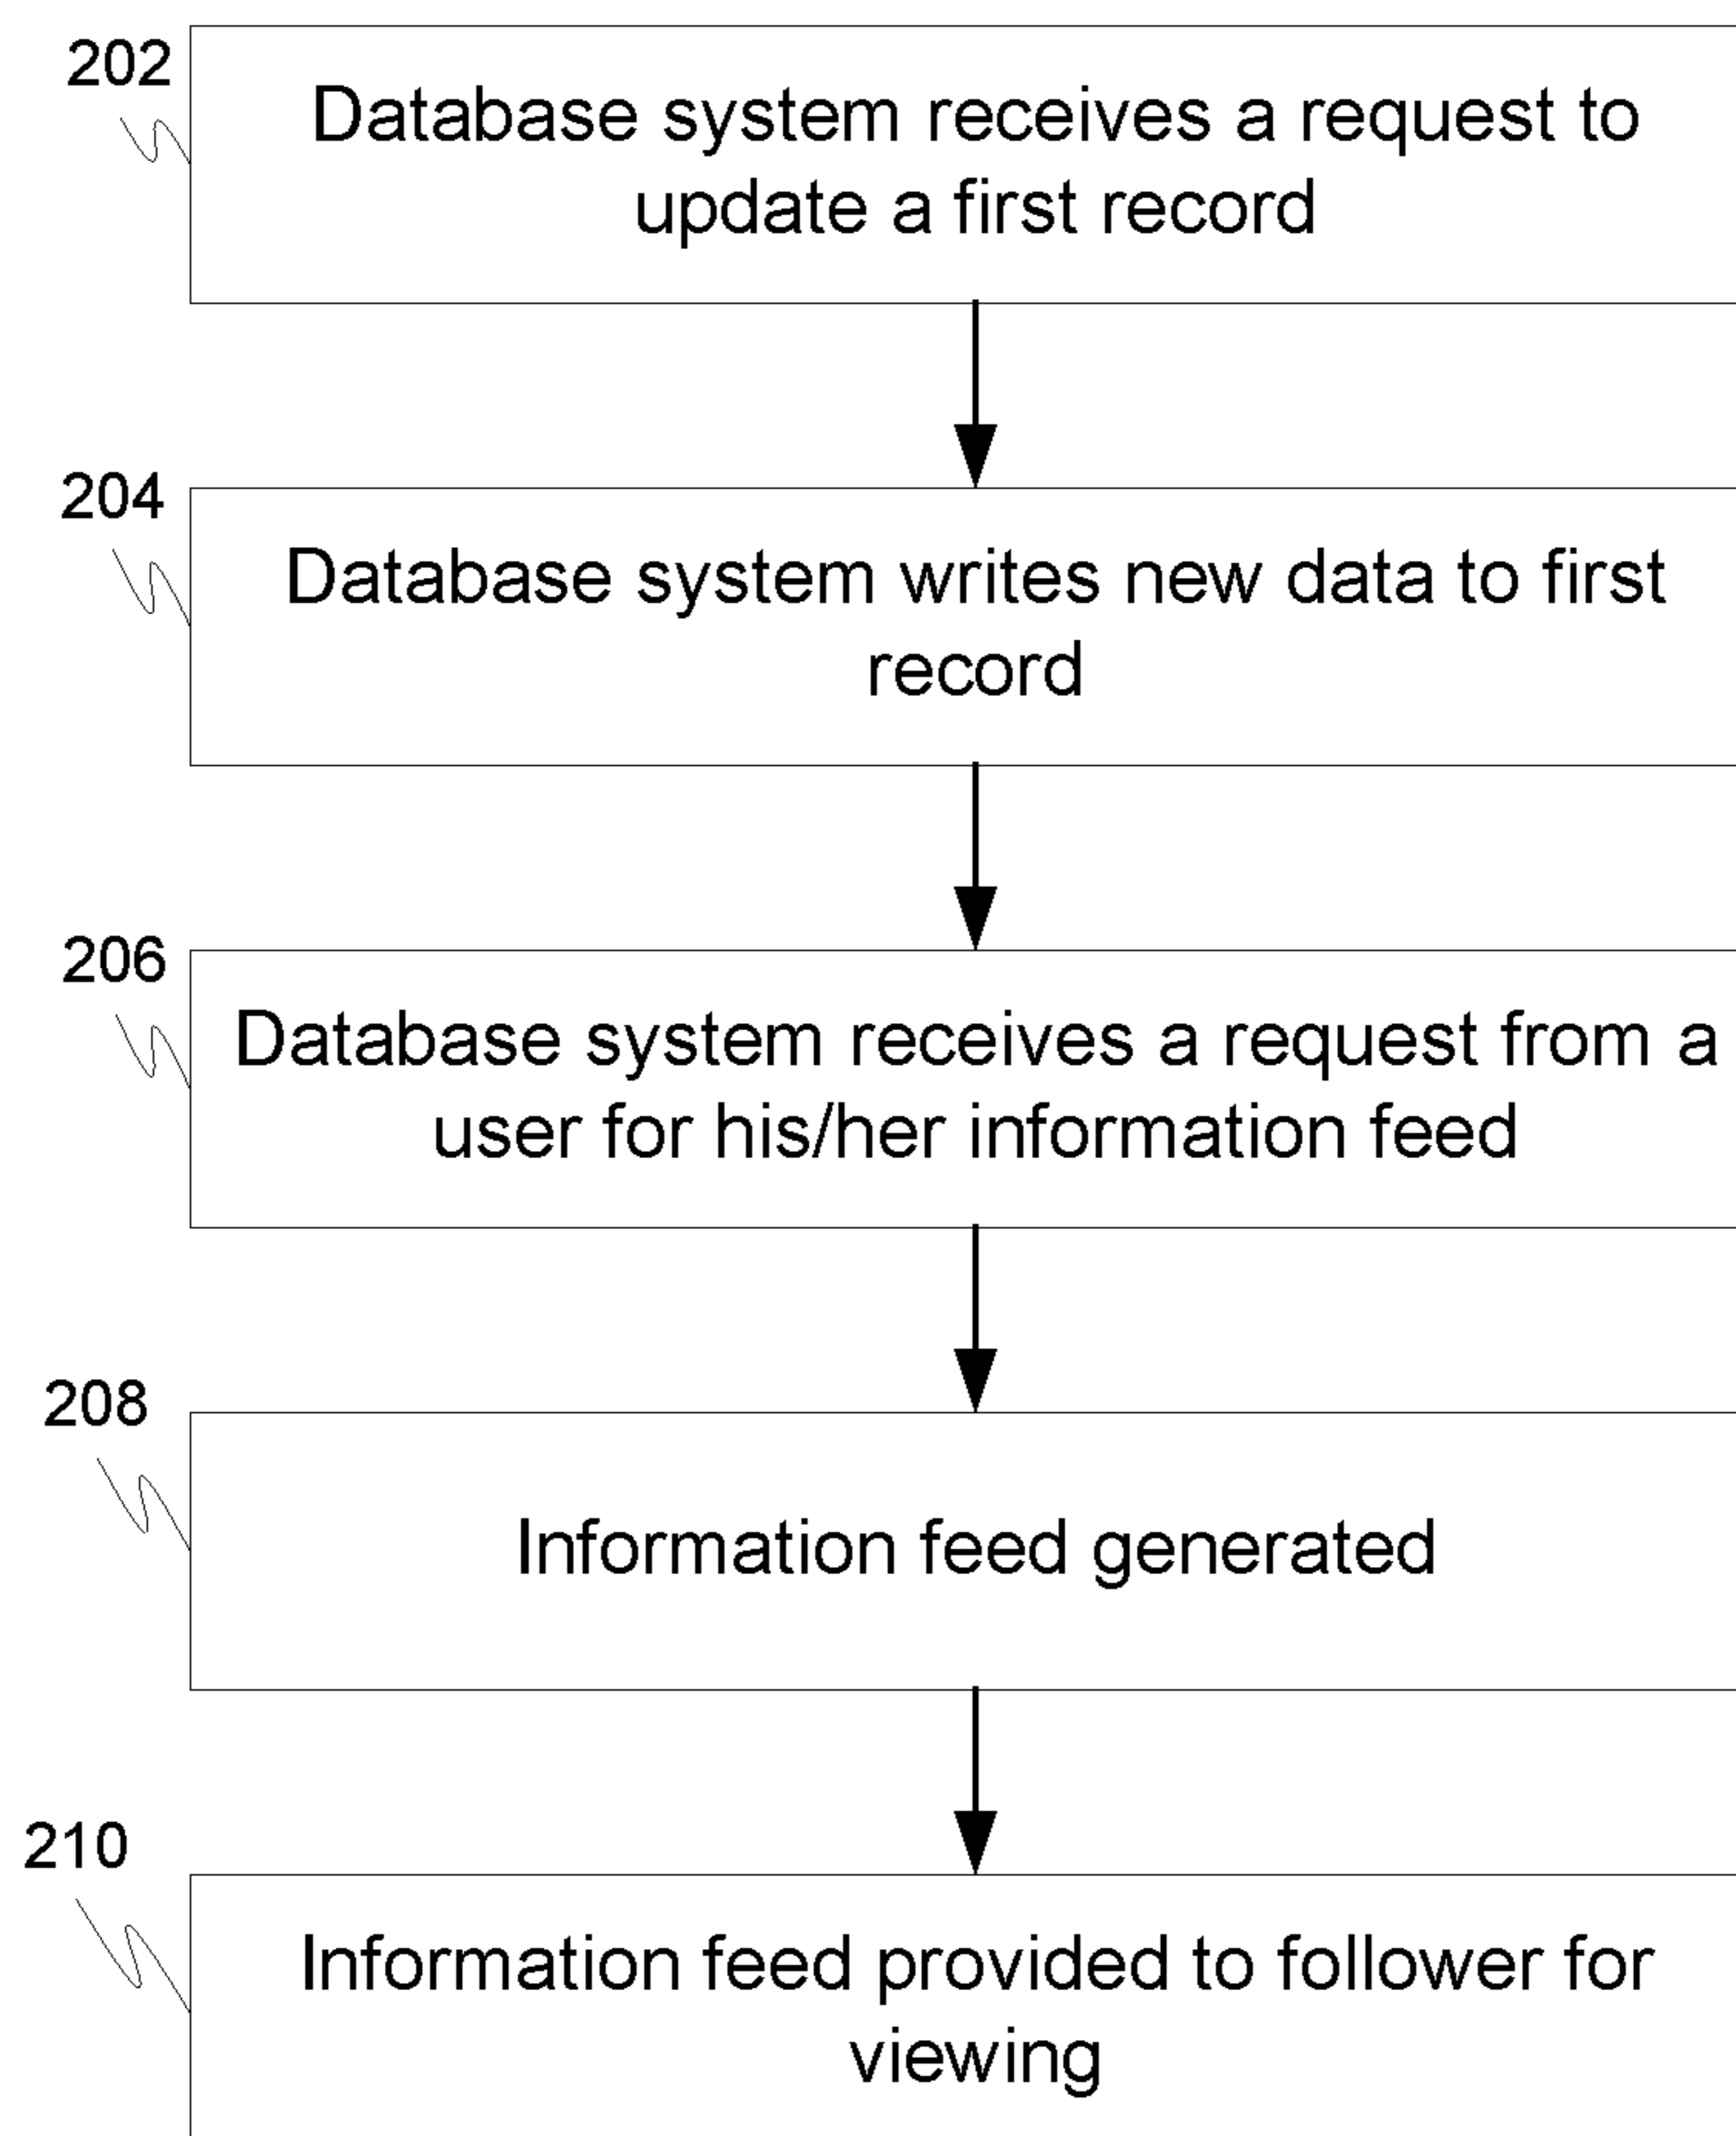 202
Database system receives a request to
update a first record
204
Database system writes new data to first
record
206
Database system receives a request from a
user for his/her information feed
208
Information feed generated
210
Information feed provided to follower for
viewing